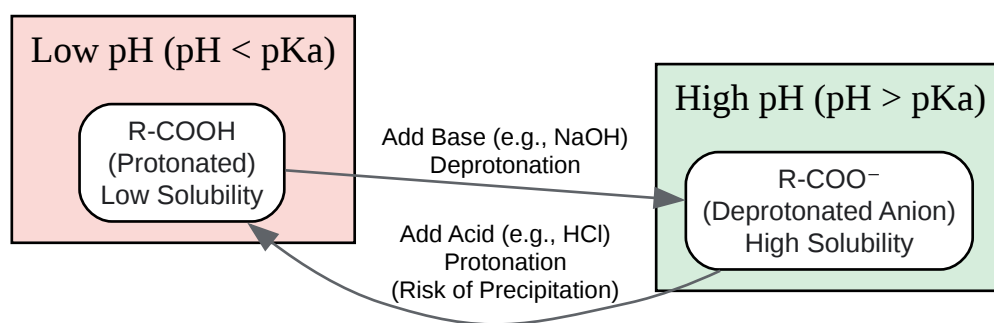 Low pH (pH < pKa)
R-COOH
(Protonated)
Low Solubility
Add Base (e.g., NaOH)
Deprotonation
High pH (pH > pKa)
R-COO⁻
(Deprotonated Anion)
High Solubility
Add Acid (e.g., HCl)
Protonation
(Risk of Precipitation)